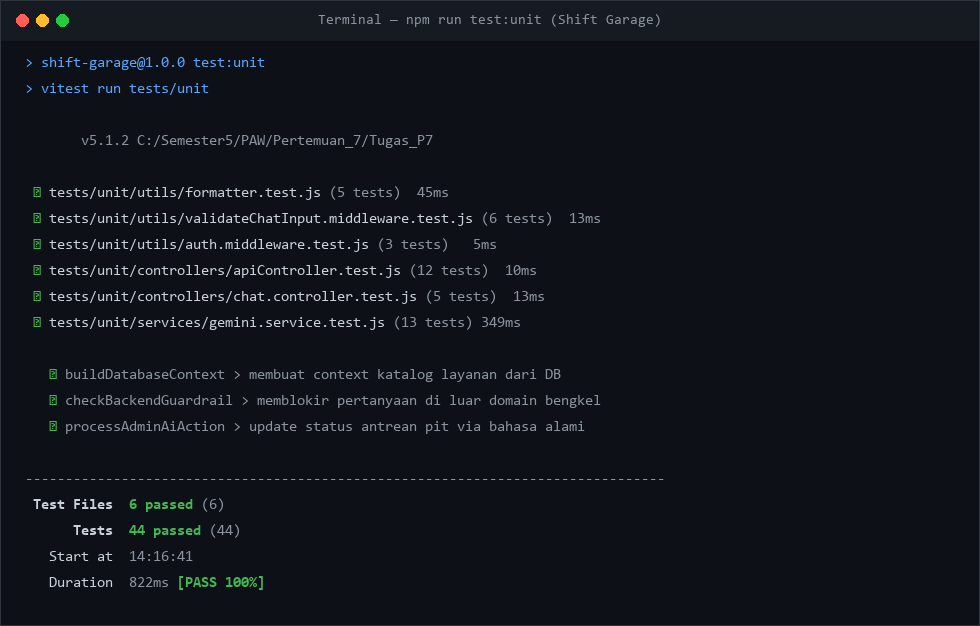 Terminal — npm run test:unit (Shift Garage)
> shift-garage@1.0.0 test:unit
> vitest run tests/unit
v5.1.2 C:/Semester5/PAW/Pertemuan_7/Tugas_P7
tests/unit/utils/formatter.test.js (5 tests) 45ms
tests/unit/utils/validateChatInput.middleware.test.js (6 tests) 13ms
tests/unit/utils/auth.middleware.test.js (3 tests) 5ms
tests/unit/controllers/apiController.test.js (12 tests) 10ms
tests/unit/controllers/chat.controller.test.js (5 tests) 13ms
tests/unit/services/gemini.service.test.js (13 tests) 349ms
buildDatabaseContext > membuat context katalog layanan dari DB
checkBackendGuardrail > memblokir pertanyaan di luar domain bengkel
processAdminAiAction > update status antrean pit via bahasa alami
--------------------------------------------------------------------------------
Test Files 6 passed (6)
Tests 44 passed (44)
Start at 14:16:41
Duration 822ms [PASS 100%]